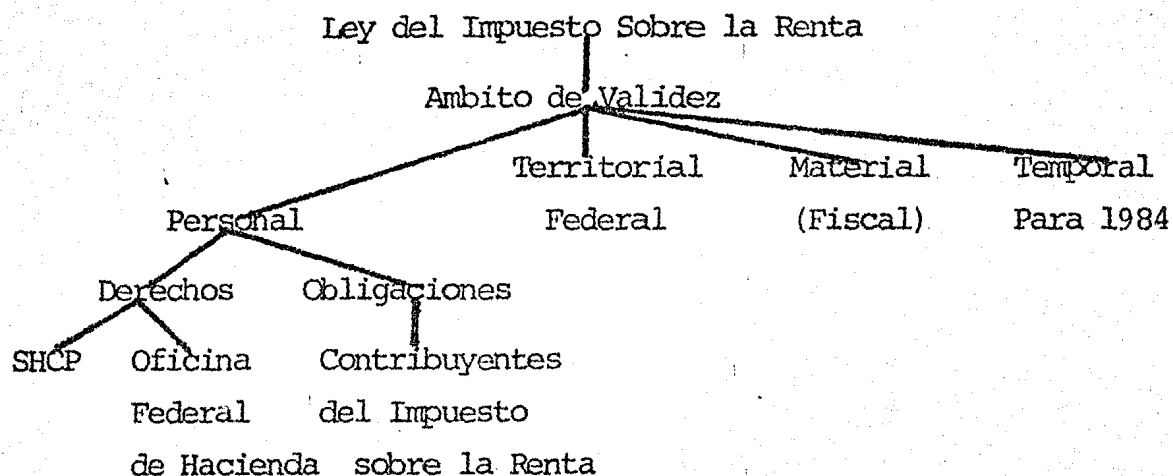 Ley del Impuesto Sobre la Renta
Ambito de Validez
Territorial Material Temporal
Personal Federal (Fiscal) Para 1984
Derechos Obligaciones
SHCP Oficina Contribuyentes
Federal del Impuesto
de Hacienda sobre la Renta